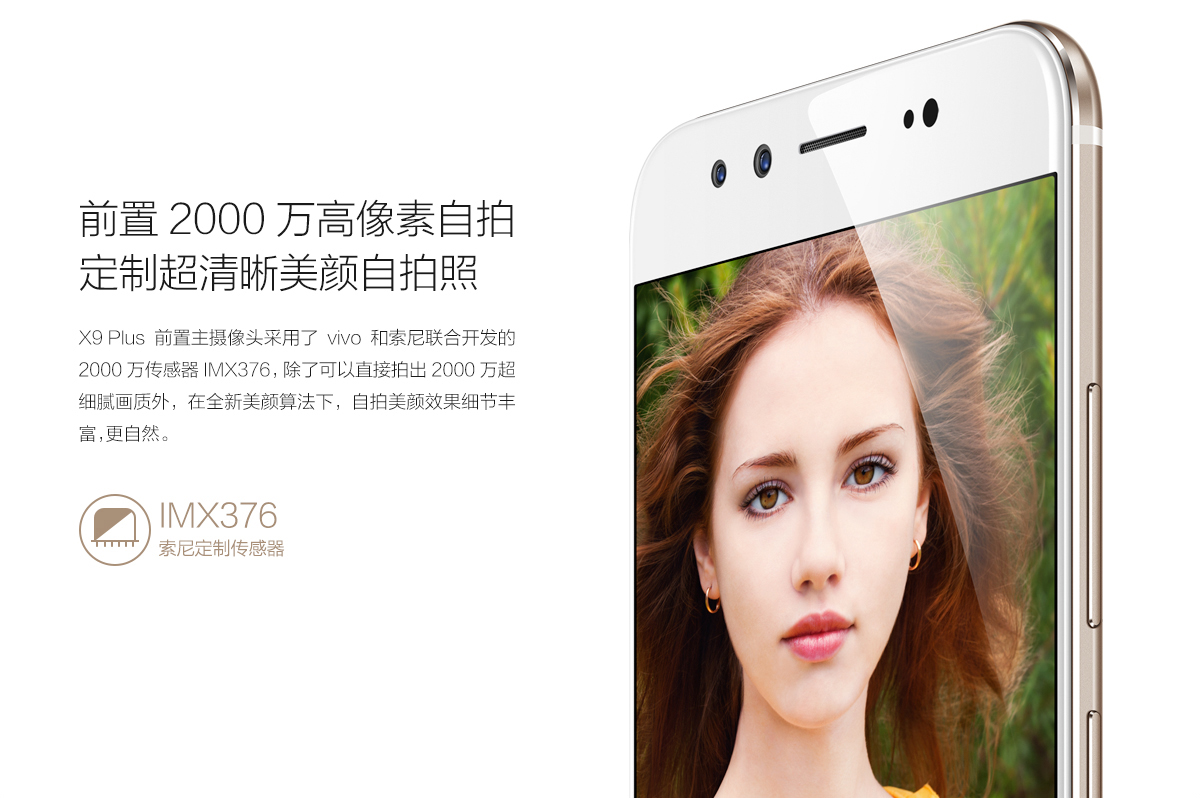 前置 2000 万高像素自拍
定制超清晰美颜自拍照
X9 Plus 前置主摄像头采用了 vivo 和索尼联合开发的
2000 万传感器 IMX376，除了可以直接拍出 2000 万超
细腻画质外，在全新美颜算法下，自拍美颜效果细节丰
富，更自然。
IMX376
索尼定制传感器